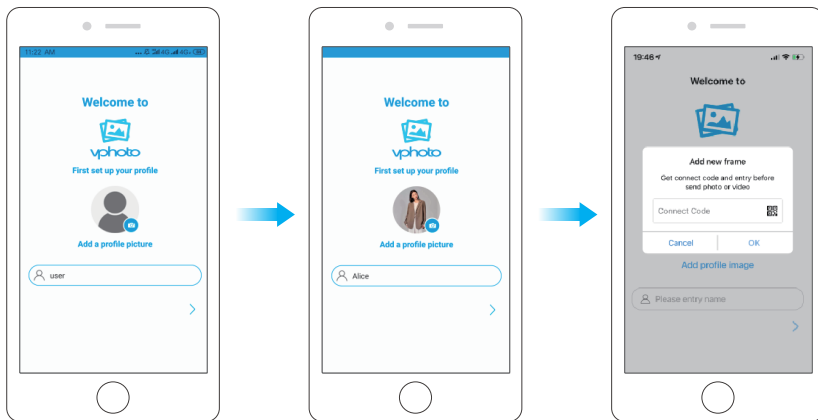 11:22 AM
... 4G 4G
Welcome to
vphoto
First set up your profile
Add a profile picture
user
Welcome to
vphoto
First set up your profile
Add a profile picture
Alice
19:46
Welcome to
Add new frame
Get connect code and entry before
send photo or video
Connect Code
Cancel OK
Add profile image
Please entry name